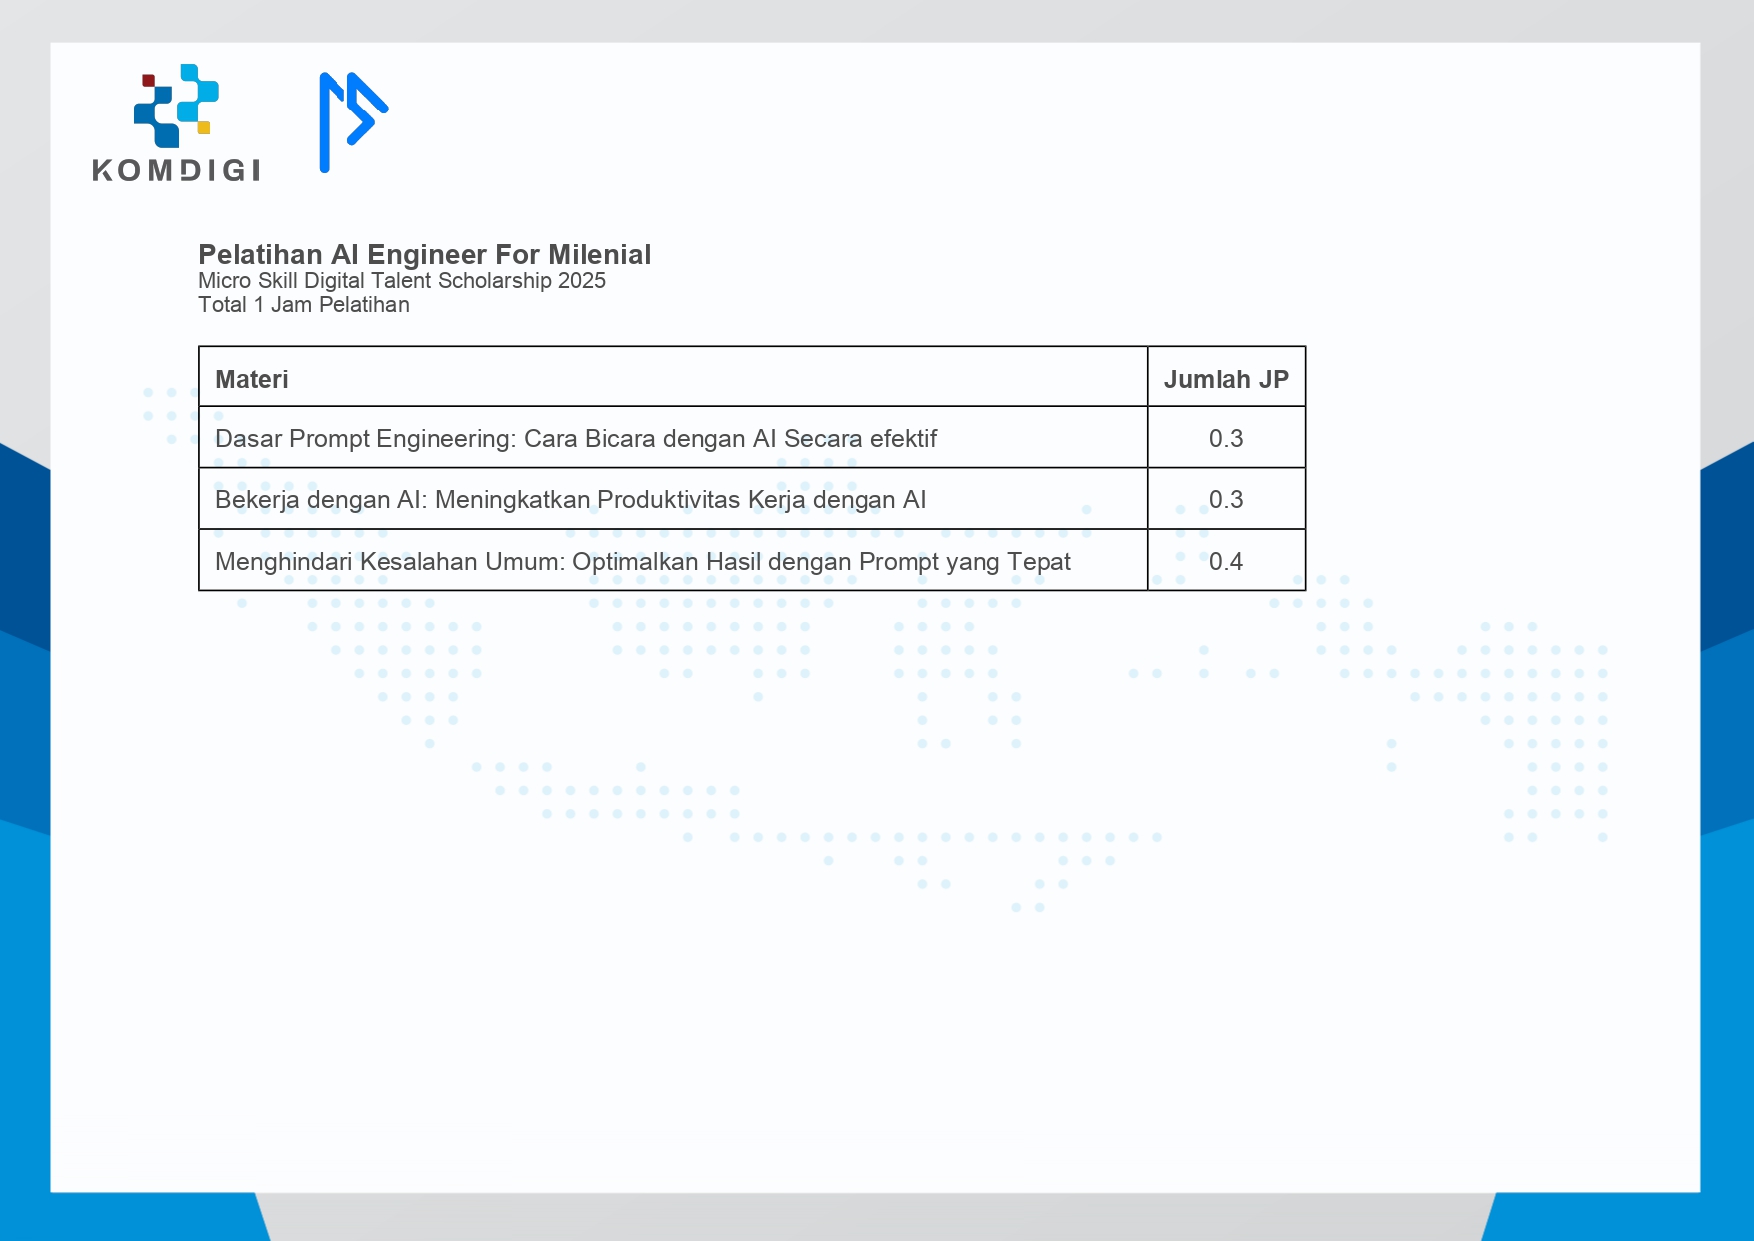 KOMDIGI
Pelatihan AI Engineer For Milenial
Micro Skill Digital Talent Scholarship 2025
Total 1 Jam Pelatihan
Materi Jumlah JP
Dasar Prompt Engineering: Cara Bicara dengan AI Secara efektif 0.3
Bekerja dengan AI: Meningkatkan Produktivitas Kerja dengan AI 0.3
Menghindari Kesalahan Umum: Optimalkan Hasil dengan Prompt yang Tepat 0.4